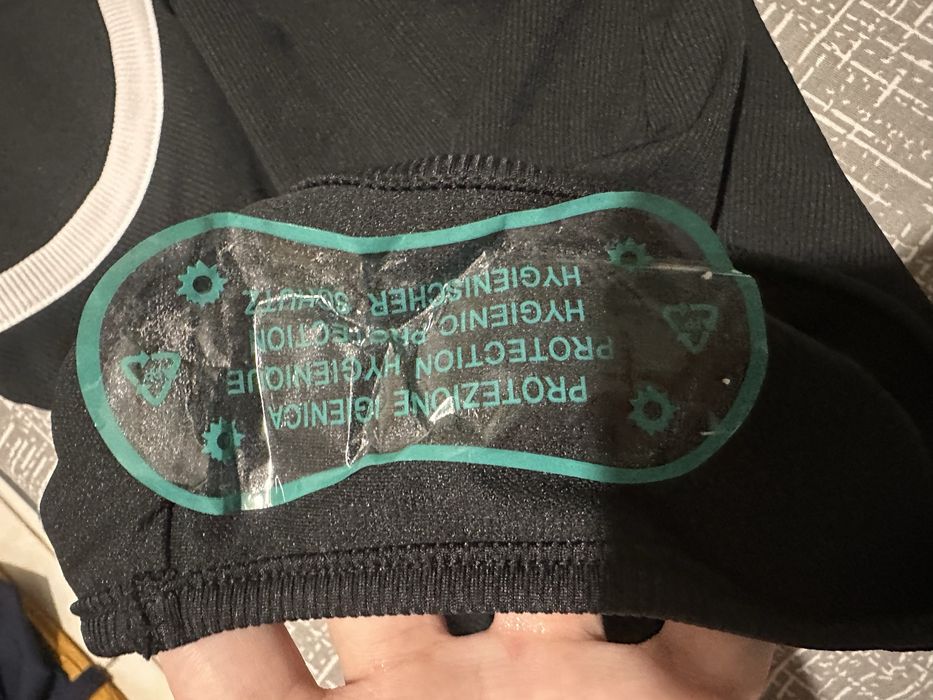 PROTEZIONE IGIENICA
PROTECTION HYGIENIQUE
HYGIENIC PROTECTION
HYGIENISCHER SCHUTZ